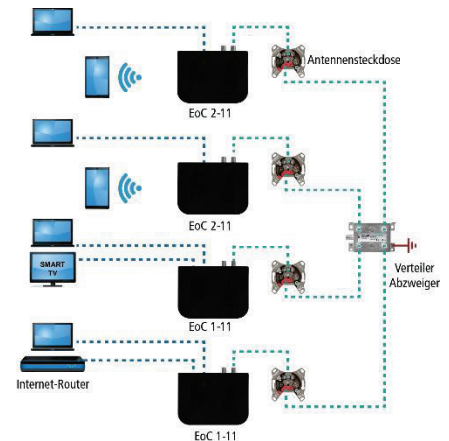 Antennensteckdose
EoC 2-11
EoC 2-11
SMART
TV
Verteiler
Abzweiger
EoC 1-11
Internet-Router
EoC 1-11